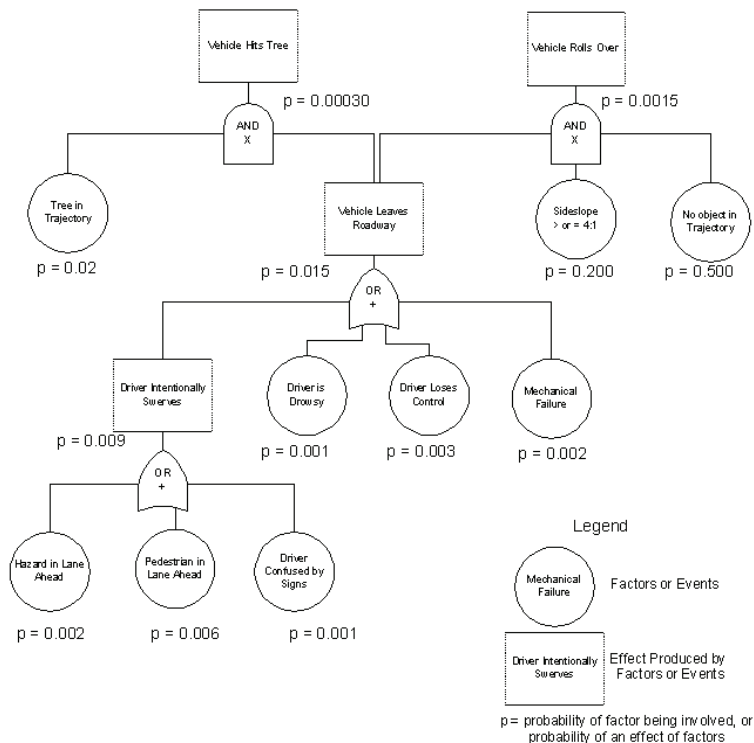 Vehicle Hits Tree
Vehicle Rolls Over
p = 0.00030
p = 0.0015
AND
X
AND
X
Tree in
Trajectory
Vehicle Leaves
Roadway
Sideslope
> or = 4:1
No object in
Trajectory
p = 0.02
p = 0.015
p = 0.200
p = 0.500
OR
+
Driver Intentionally
Swerves
Driver is
Drowsy
Driver Loses
Control
Mechanical
Failure
p = 0.009
p = 0.001
p = 0.003
p = 0.002
OR
+
Hazard in Lane
Ahead
Pedestrian in
Lane Ahead
Driver
Confused by
Signs
p = 0.002
p = 0.006
p = 0.001
Legend
Mechanical
Failure
Factors or Events
Driver Intentionally
Swerves
Effect Produced by
Factors or Events
p = probability of factor being involved, or
probability of an effect of factors